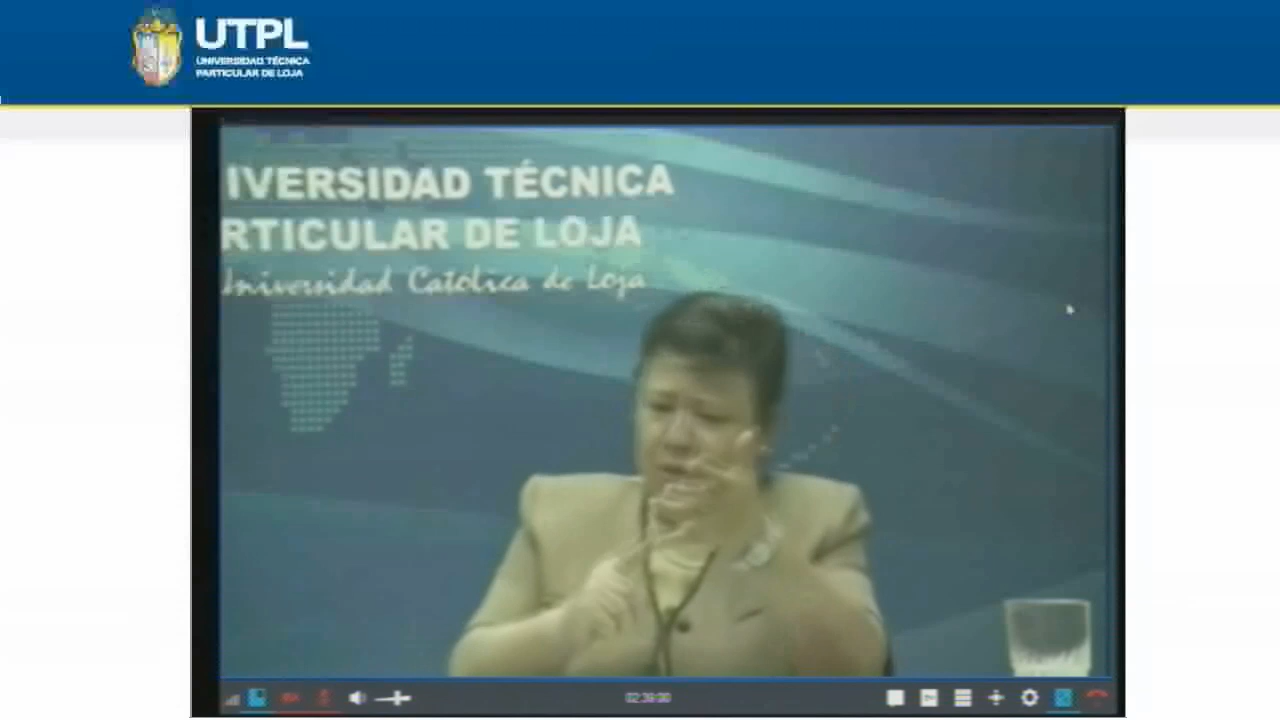 UTPL
UNIVERSIDAD TÉCNICA
PARTICULAR DE LOJA
IVERSIDAD TÉCNICA
RTICULAR DE LOJA
Universidad Católica de Loja
02:39:00